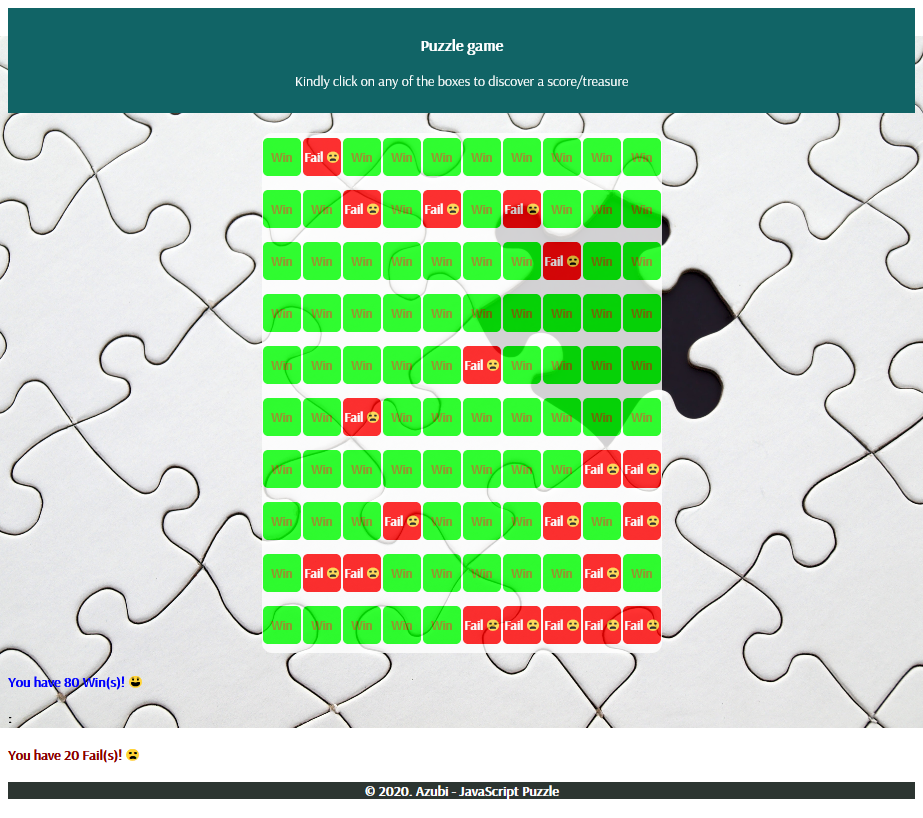 Puzzle game
Kindly click on any of the boxes to discover a score/treasure
Win Fail 😞 Win Win Win Win Win Win Win Win
Win Win Fail 😞 Win Fail 😞 Win Fail 😞 Win Win Win
Win Win Win Win Win Win Win Fail 😞 Win Win
Win Win Win Win Win Win Win Win Win Win
Win Win Win Win Win Fail 😞 Win Win Win Win
Win Win Fail 😞 Win Win Win Win Win Win Win
Win Win Win Win Win Win Win Win Fail 😞 Fail 😞
Win Win Win Fail 😞 Win Win Win Fail 😞 Win Fail 😞
Win Fail 😞 Fail 😞 Win Win Win Win Win Fail 😞 Win
Win Win Win Win Win Fail 😞 Fail 😞 Fail 😞 Fail 😞 Fail 😞
You have 80 Win(s)! 😃
:
You have 20 Fail(s)! 😞
© 2020. Azubi - JavaScript Puzzle